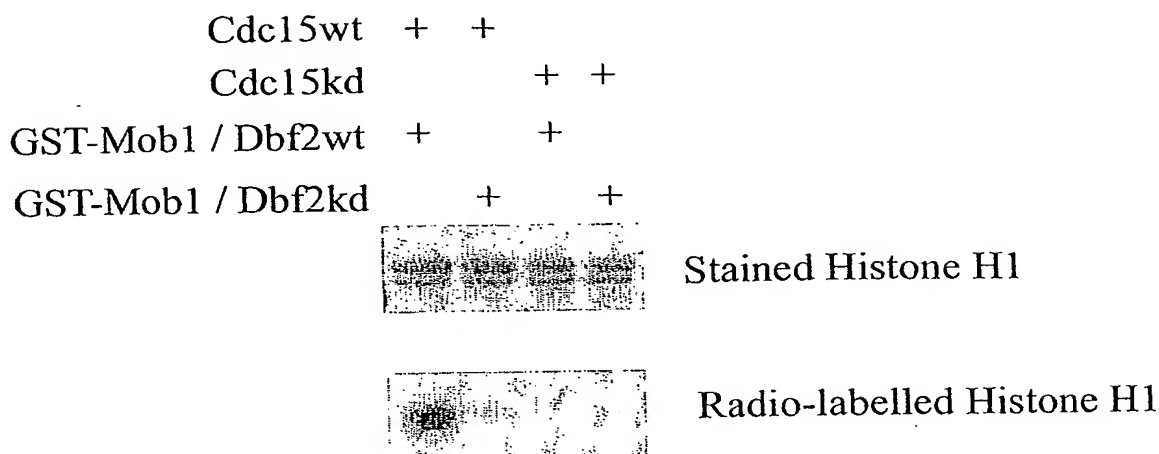 Cdc15wt + +
Cdc15kd + +
GST-Mob1 / Dbf2wt + +
GST-Mob1 / Dbf2kd + +
Stained Histone H1
Radio-labelled Histone H1